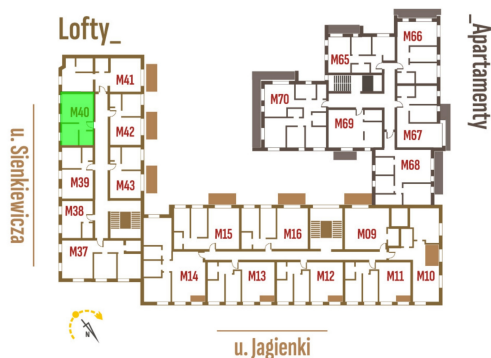 Lofty_
_Apartamenty
M66
M65
M41
M70
M40
M42
M69
M67
M68
M39
M43
M38
M15
M16
M09
M37
M14
M13
M12
M11
M10
u. Sienkiewicza
N
u. Jagienki